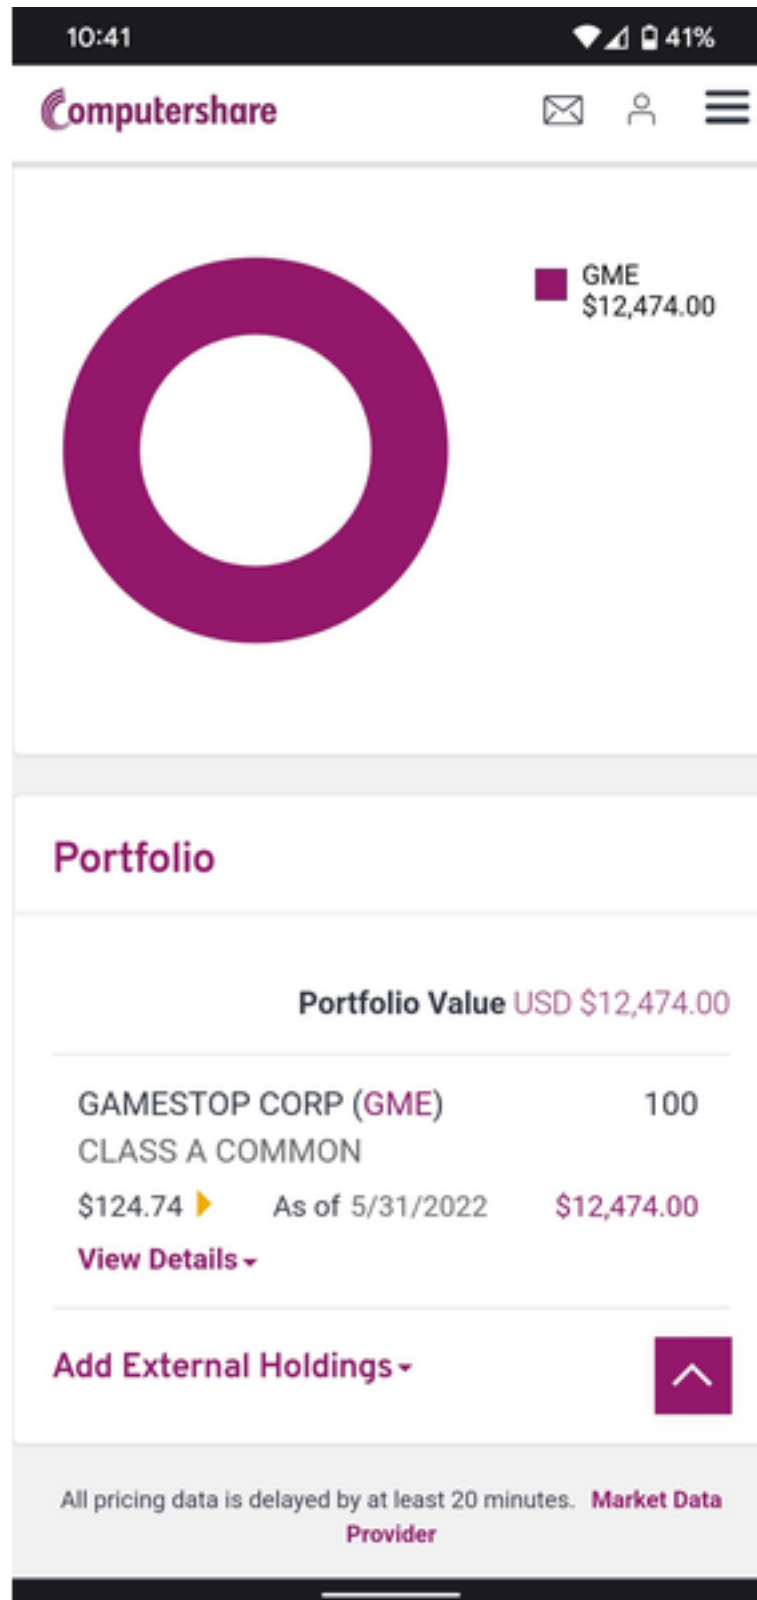 10:41
41%
Computershare
GME
$12,474.00
Portfolio
Portfolio Value USD $12,474.00
GAMESTOP CORP (GME) 100
CLASS A COMMON
$124.74 As of 5/31/2022 $12,474.00
View Details
Add External Holdings
All pricing data is delayed by at least 20 minutes. Market Data
Provider